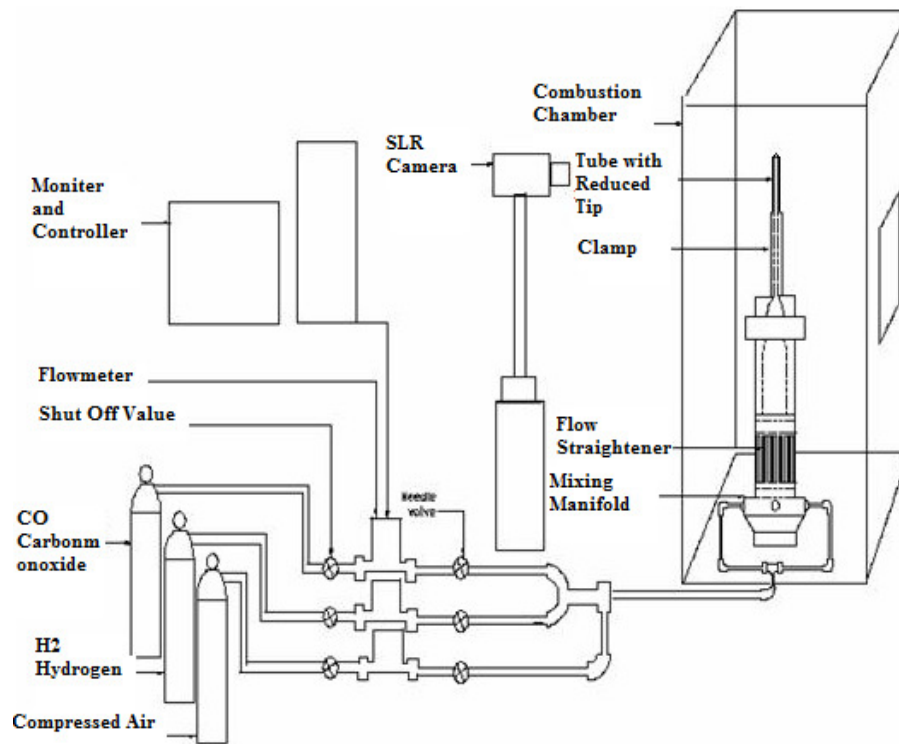 Combustion
Chamber
SLR
Camera
Tube with
Reduced
Tip
Moniter
and
Controller
Clamp
Flowmeter
Shut Off Value
Flow
Straightener
Mixing
Manifold
Needle
valve
CO
Carbonm
onoxide
H2
Hydrogen
Compressed Air